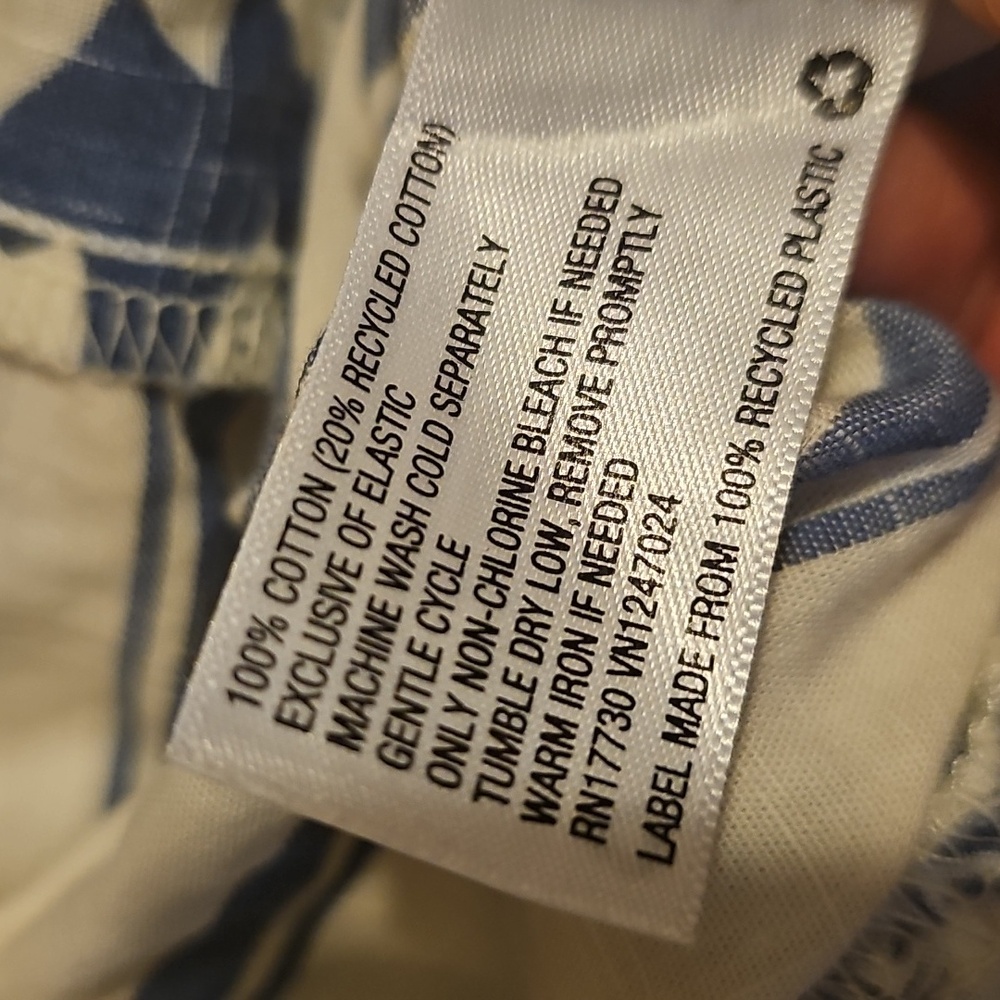 100% COTTON (20% RECYCLED COTTON)
EXCLUSIVE OF ELASTIC
MACHINE WASH COLD SEPARATELY
GENTLE CYCLE
ONLY NON-CHLORINE BLEACH IF NEEDED
TUMBLE DRY LOW, REMOVE PROMPTLY
WARM IRON IF NEEDED
RN17730 VN1247024
LABEL MADE FROM 100% RECYCLED PLASTIC